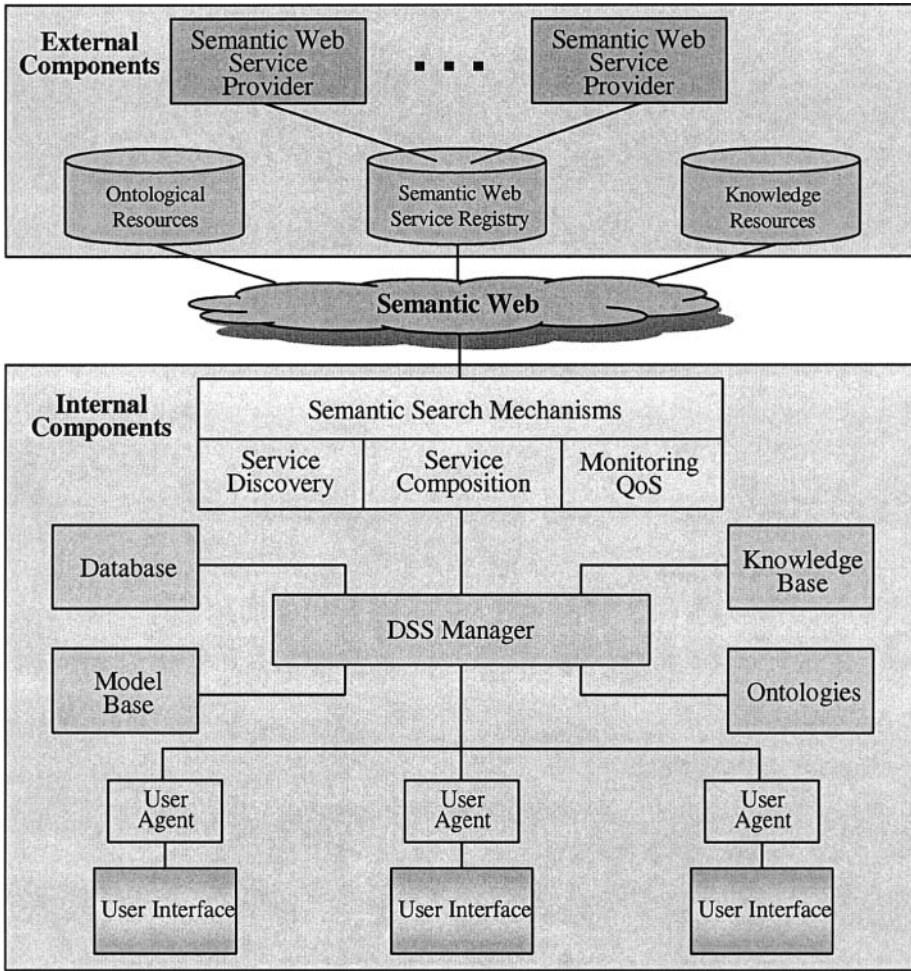 External
Components
Semantic Web
Service
Provider
Semantic Web
Service
Provider
Ontological
Resources
Semantic Web
Service Registry
Knowledge
Resources
Semantic Web
Internal
Components
Semantic Search Mechanisms
Service
Discovery
Service
Composition
Monitoring
QoS
Database
Knowledge
Base
DSS Manager
Model
Base
Ontologies
User
Agent
User
Agent
User
Agent
User Interface
User Interface
User Interface